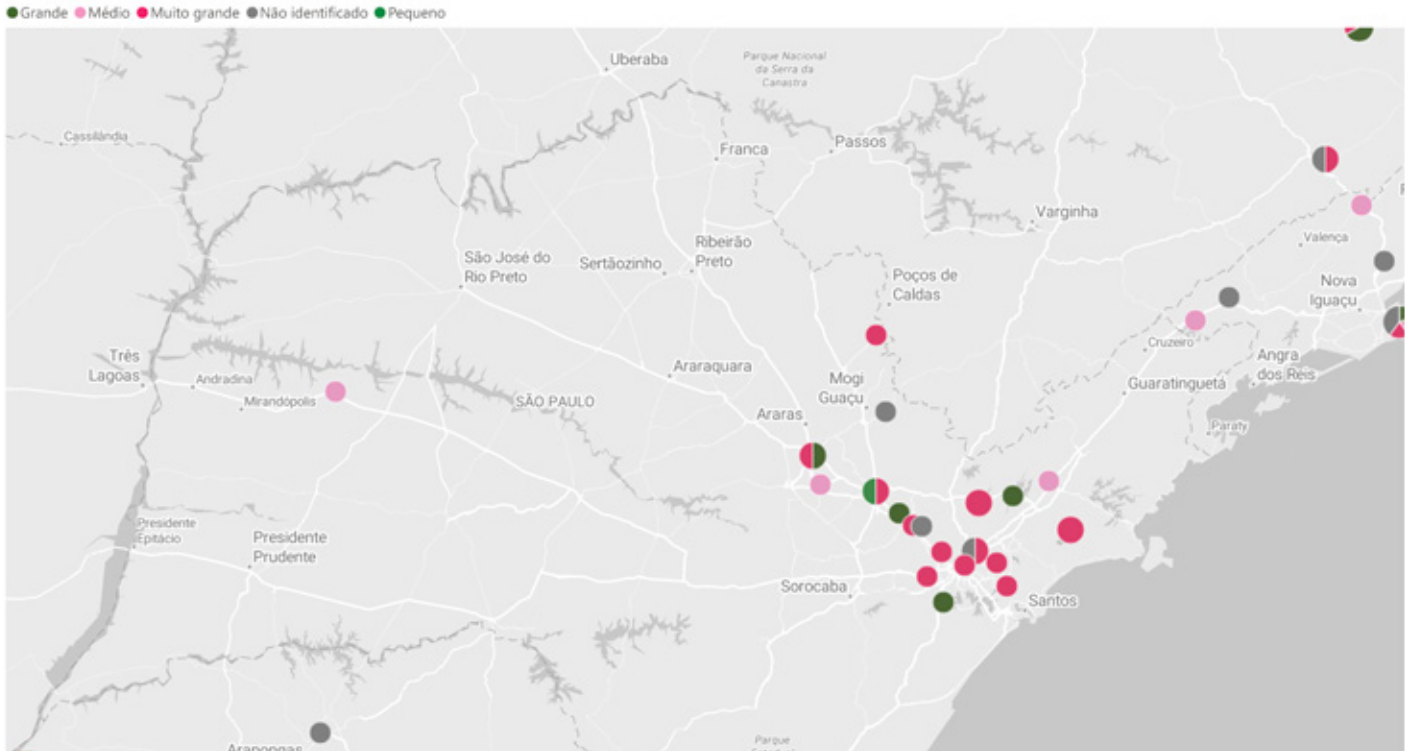 Grande Médio Muito grande Não identificado Pequeno
Uberaba
Parque Nacional
da Serra da
Canastra
Cassilândia
Franca
Passos
Varginha
Valença
São José do
Rio Preto
Sertãozinho
Ribeirão
Preto
Poços de
Caldas
Nova
Iguaçu
Cruzeiro
Angra
dos Reis
Três
Lagoas
Andradina
Mirandópolis
SÃO PAULO
Araraquara
Mogi
Guaçu
Guaratinguetá
Araras
Paraty
Presidente
Epitácio
Presidente
Prudente
Sorocaba
Santos
Arapongas
Parque